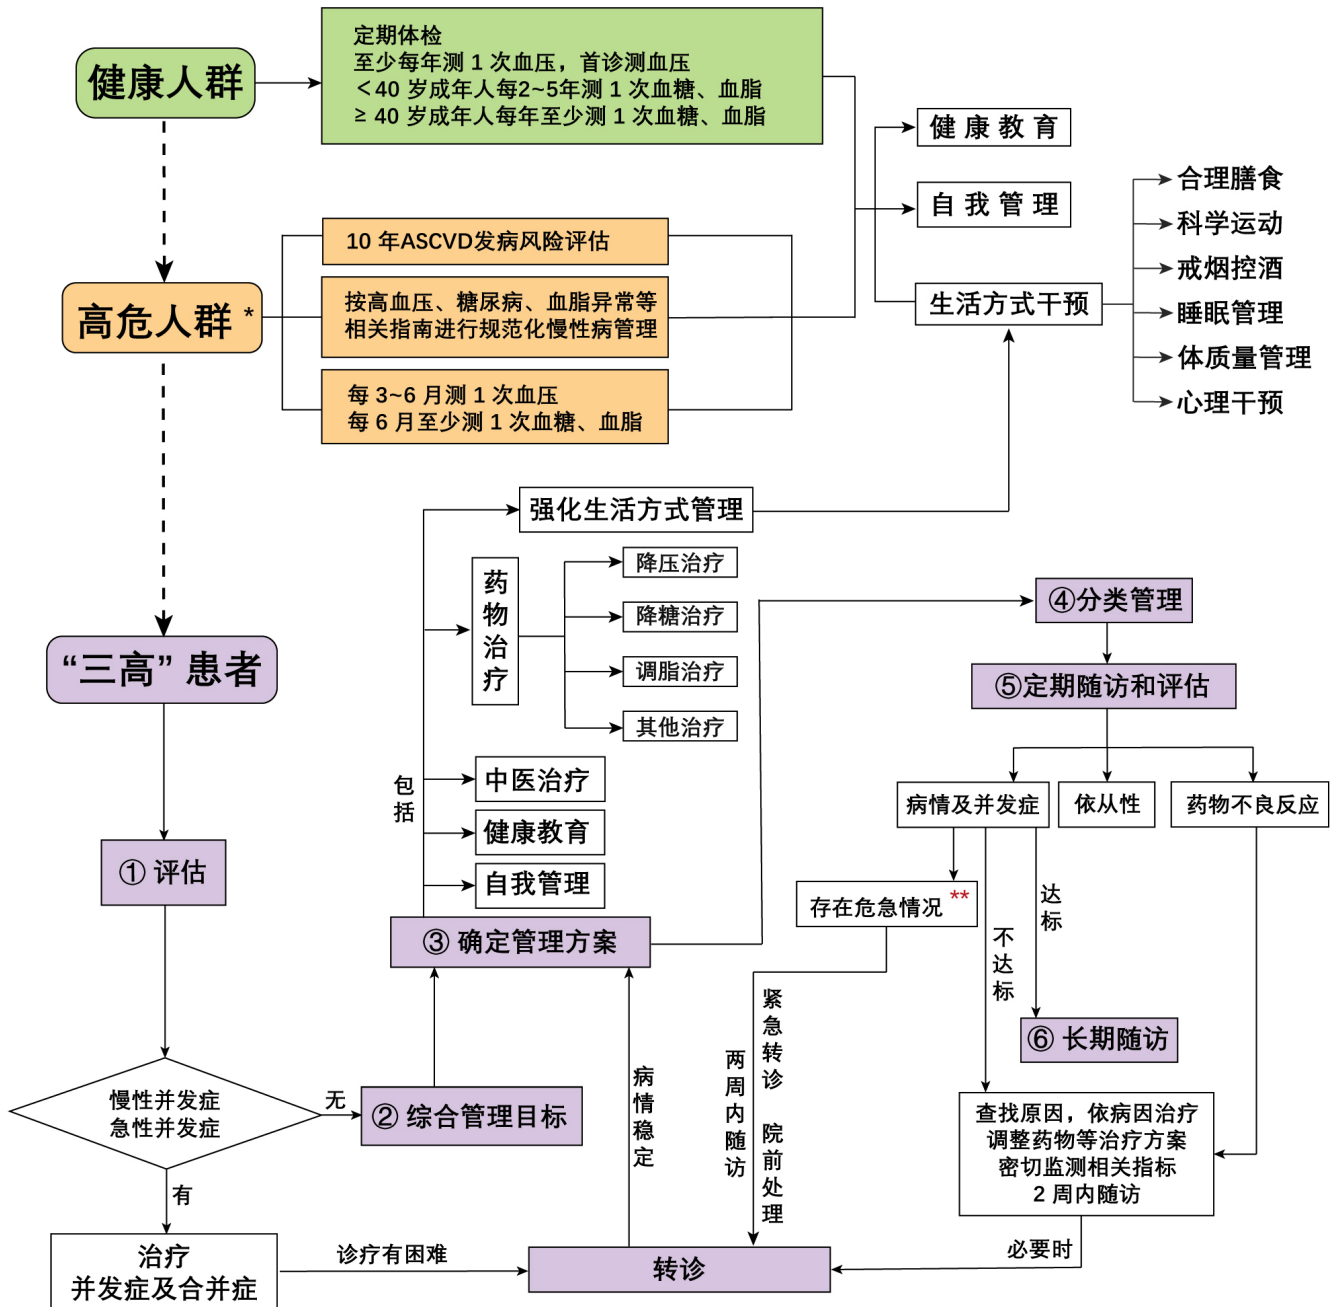 健康人群
定期体检
至少每年测 1 次血压，首诊测血压
＜40 岁成年人每2~5年测 1 次血糖、血脂
≥ 40 岁成年人每年至少测 1 次血糖、血脂
健 康 教 育
自 我 管 理
生活方式干预
合理膳食
科学运动
戒烟控酒
睡眠管理
体质量管理
心理干预
高危人群 *
10 年ASCVD发病风险评估
按高血压、糖尿病、血脂异常等
相关指南进行规范化慢性病管理
每 3~6 月测 1 次血压
每 6 月至少测 1 次血糖、血脂
“三高” 患者
强化生活方式管理
药物治疗
降压治疗
降糖治疗
调脂治疗
其他治疗
包括
中医治疗
健康教育
自我管理
① 评估
③ 确定管理方案
④分类管理
⑤定期随访和评估
病情及并发症
依从性
药物不良反应
存在危急情况 **
不达标
达标
⑥ 长期随访
慢性并发症
急性并发症
无
② 综合管理目标
病情稳定
两周内随访
紧急转诊 院前处理
查找原因，依病因治疗
调整药物等治疗方案
密切监测相关指标
2 周内随访
有
治疗
并发症及合并症
诊疗有困难
转诊
必要时